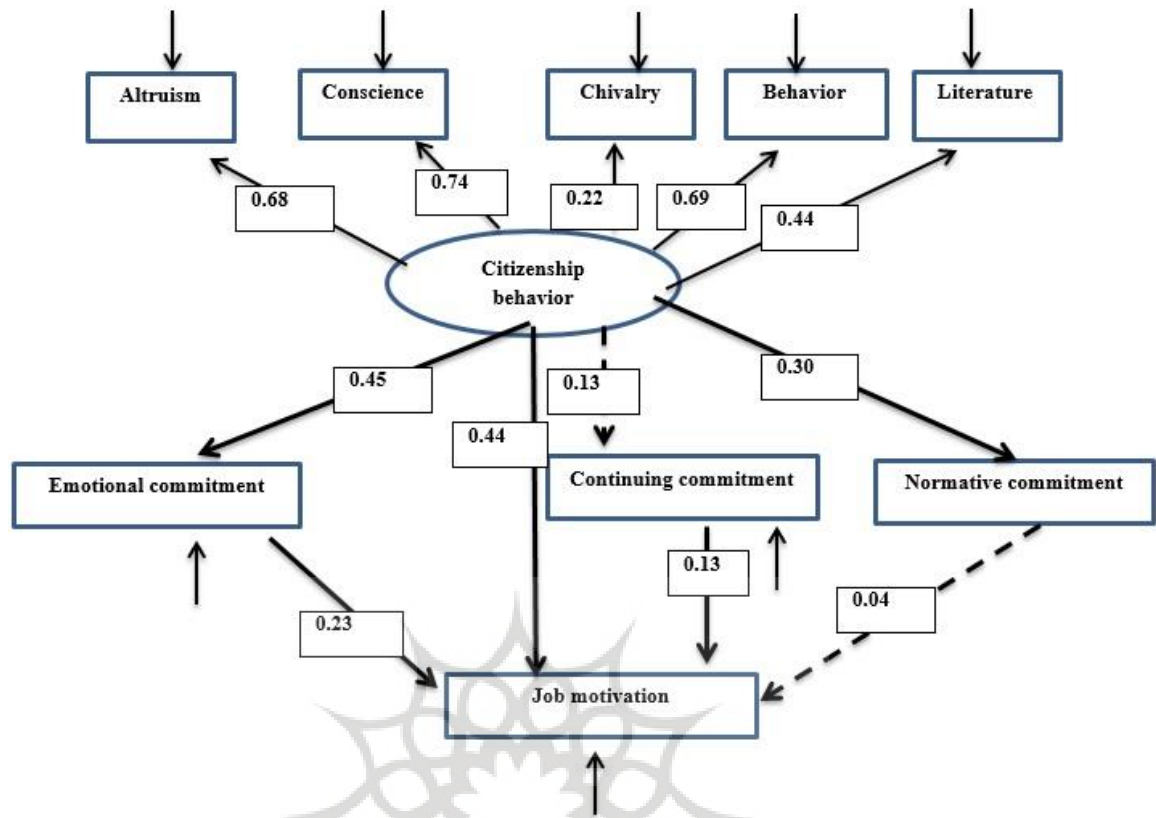 Altruism
Conscience
Chivalry
Behavior
Literature
0.68
0.74
0.22
0.69
0.44
Citizenship
behavior
0.45
0.44
0.13
0.30
Emotional commitment
Continuing commitment
Normative commitment
0.23
0.13
0.04
Job motivation